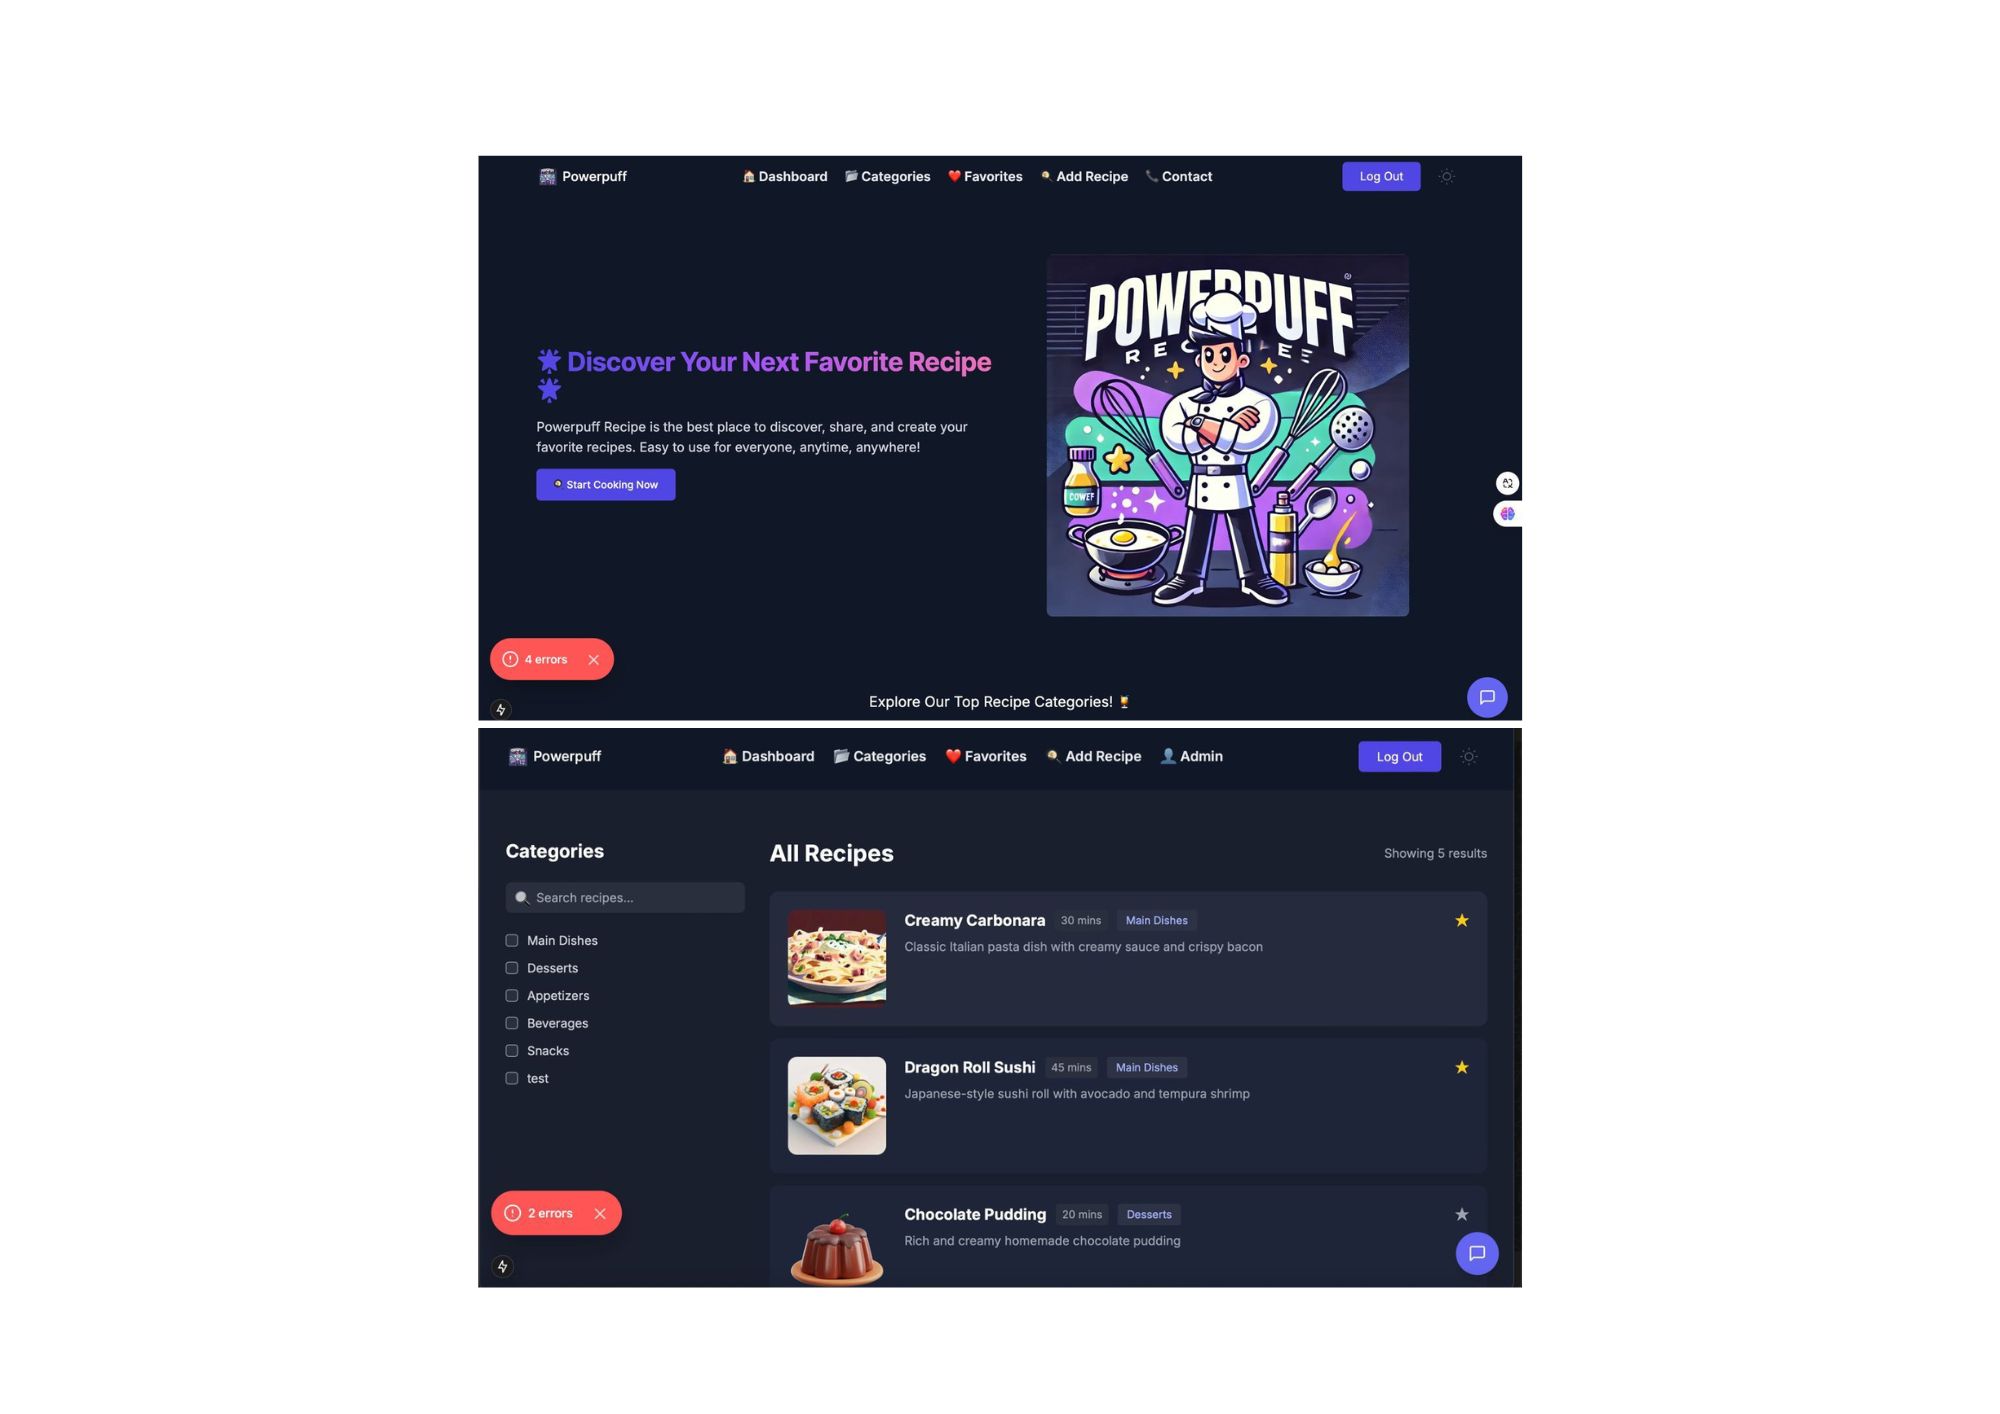 Powerpuff
🏠 Dashboard 📂 Categories ❤️ Favorites 🍳 Add Recipe 📞 Contact
Log Out
POWERPUFF
🌟 Discover Your Next Favorite Recipe
🌟
Powerpuff Recipe is the best place to discover, share, and create your
favorite recipes. Easy to use for everyone, anytime, anywhere!
🍳 Start Cooking Now
COWEF
4 errors
Explore Our Top Recipe Categories! 🍹
Powerpuff
🏠 Dashboard 📂 Categories ❤️ Favorites 🍳 Add Recipe 👤 Admin
Log Out
Categories
🔍 Search recipes...
Main Dishes
Desserts
Appetizers
Beverages
Snacks
test
2 errors
All Recipes
Showing 5 results
Creamy Carbonara 30 mins Main Dishes
Classic Italian pasta dish with creamy sauce and crispy bacon
Dragon Roll Sushi 45 mins Main Dishes
Japanese-style sushi roll with avocado and tempura shrimp
Chocolate Pudding 20 mins Desserts
Rich and creamy homemade chocolate pudding